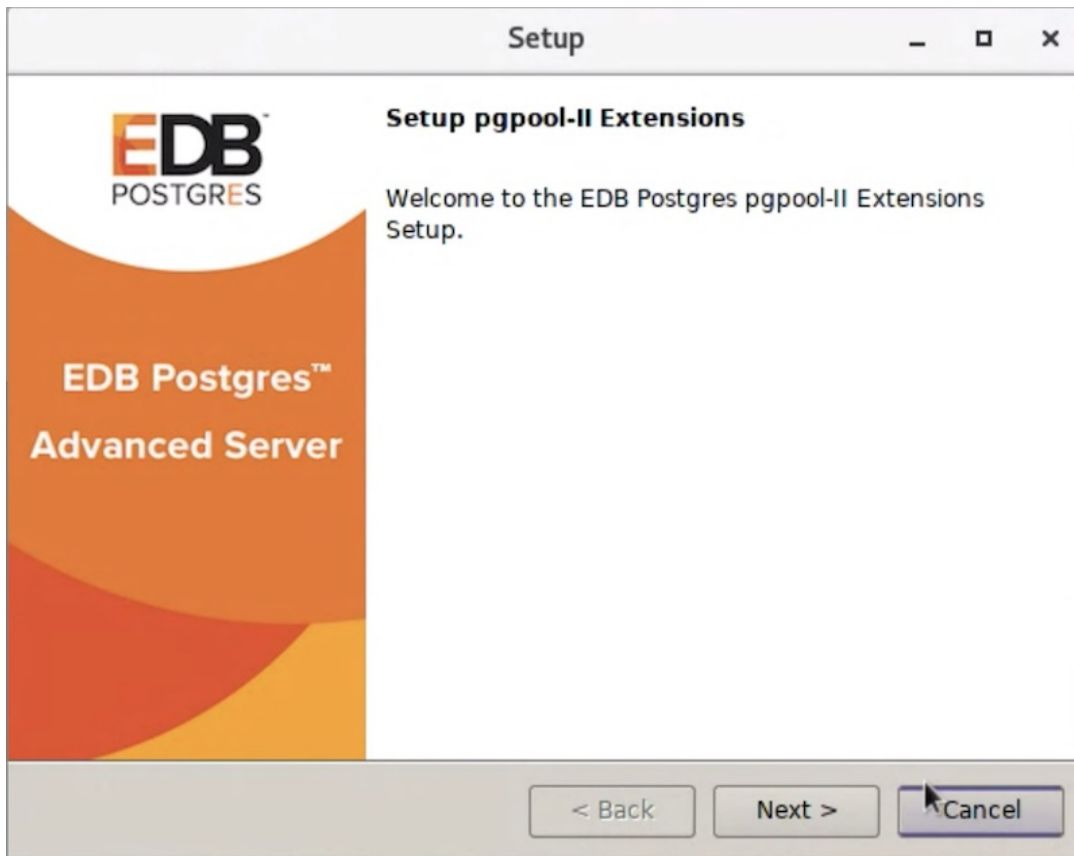 Setup
EDB™
POSTGRES
EDB Postgres™
Advanced Server
Setup pgpool-II Extensions
Welcome to the EDB Postgres pgpool-II Extensions
Setup.
< Back
Next >
Cancel